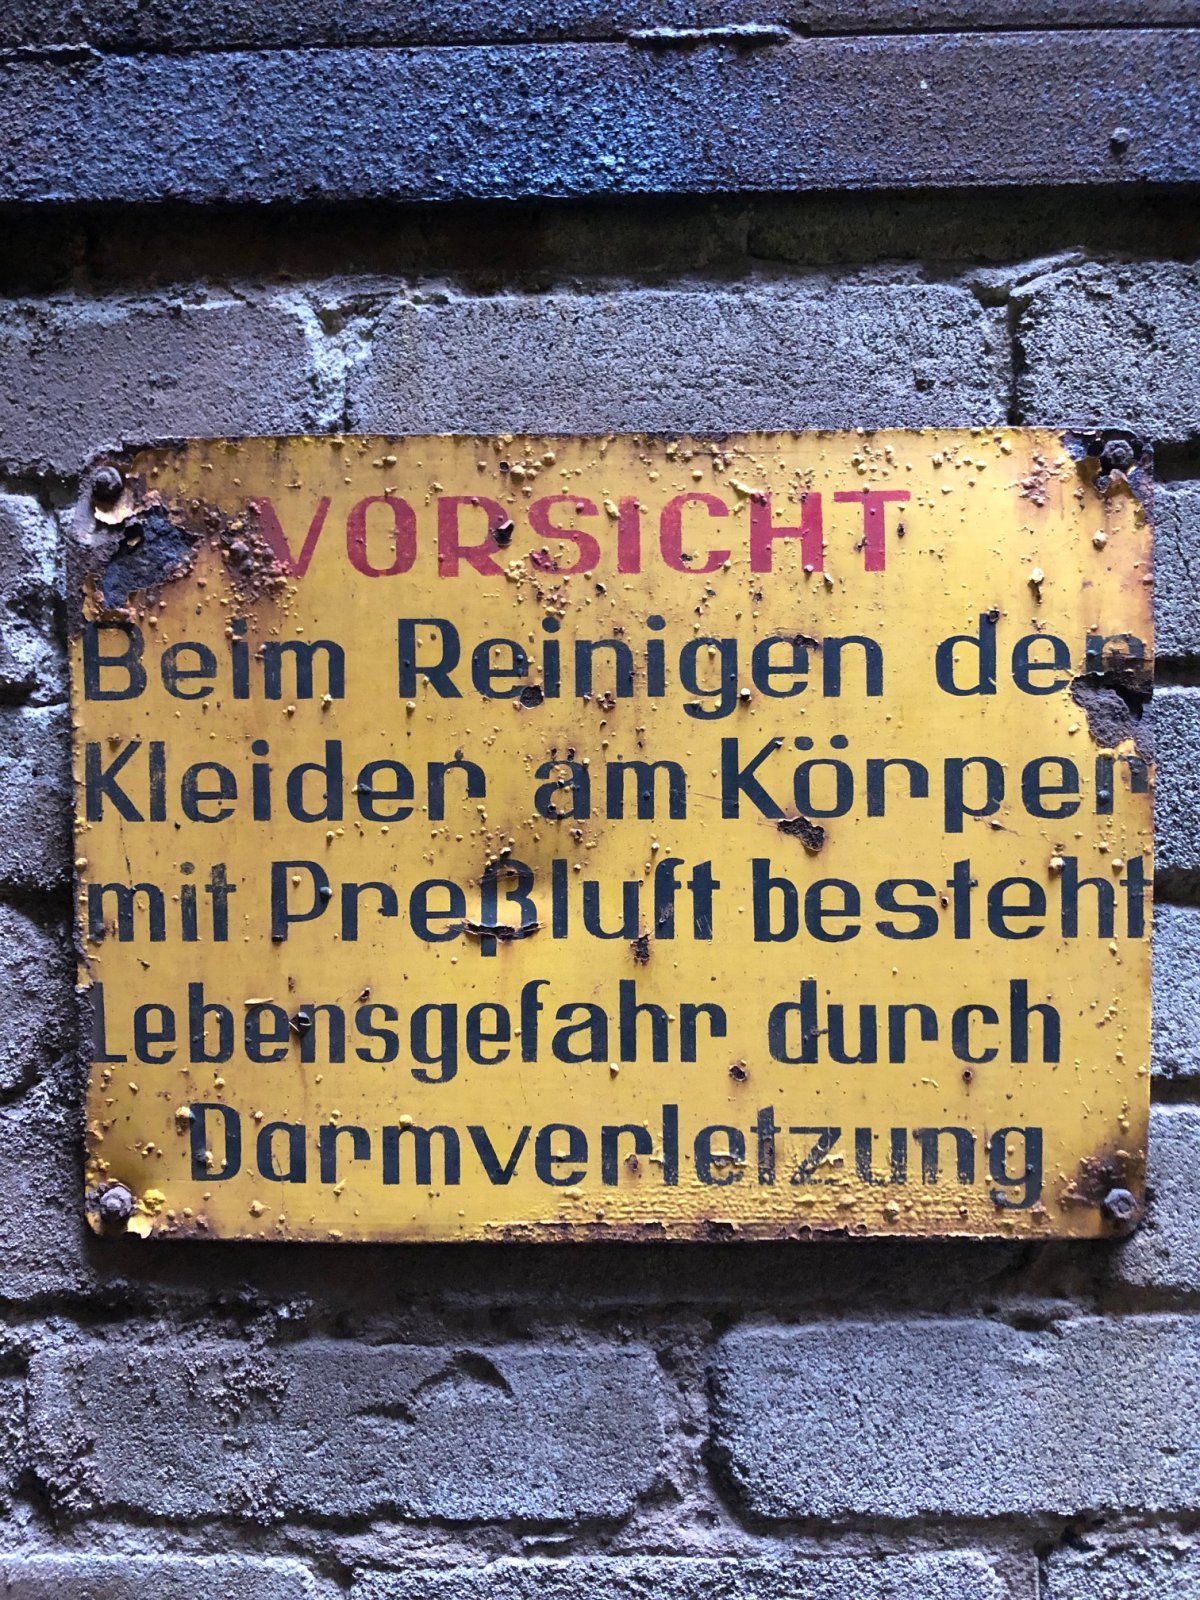 VORSICHT
Beim Reinigen der
Kleider am Körper
mit Preßluft besteht
Lebensgefahr durch
Darmverletzung